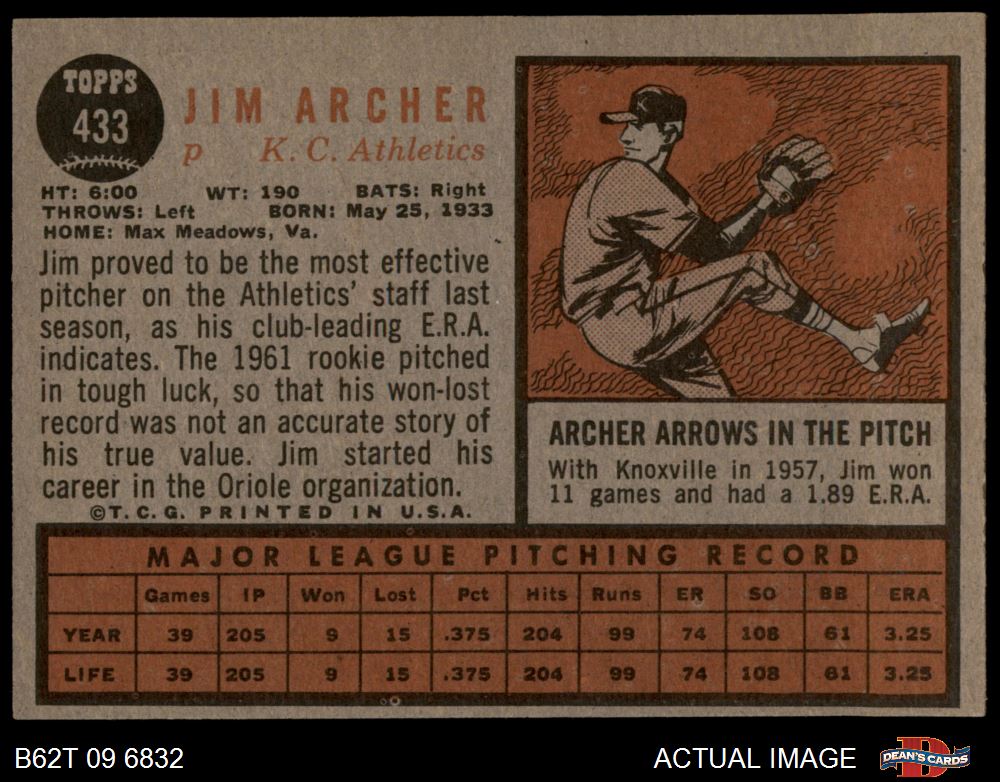 TOPPS
433
JIM ARCHER
p K. C. Athletics
HT: 6:00 WT: 190 BATS: Right
THROWS: Left BORN: May 25, 1933
HOME: Max Meadows, Va.
Jim proved to be the most effective
pitcher on the Athletics' staff last
season, as his club-leading E.R.A.
indicates. The 1961 rookie pitched
in tough luck, so that his won-lost
record was not an accurate story of
his true value. Jim started his
career in the Oriole organization.
©T. C. G. PRINTED IN U.S.A.
ARCHER ARROWS IN THE PITCH
With Knoxville in 1957, Jim won
11 games and had a 1.89 E.R.A.
MAJOR LEAGUE PITCHING RECORD
Games IP Won Lost Pct Hits Runs ER SO BB ERA
YEAR 39 205 9 15 .375 204 99 74 108 61 3.25
LIFE 39 205 9 15 .375 204 99 74 108 61 3.25
B62T 09 6832
ACTUAL IMAGE
D
DEAN'S CARDS